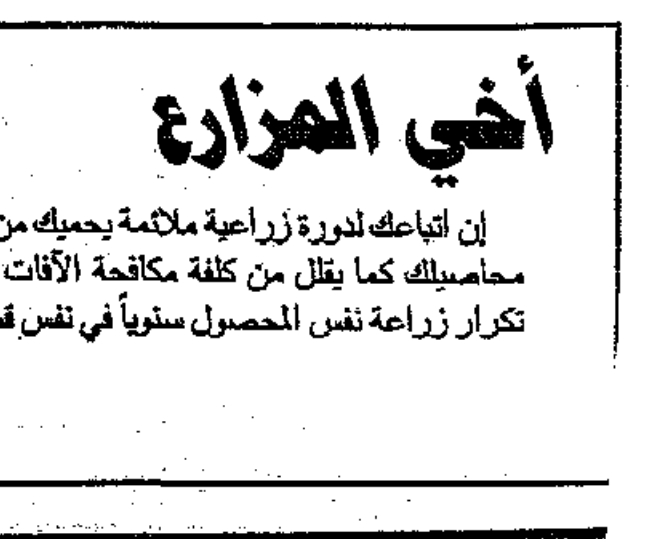 أخي المزارع
إن اتباعك لدورة زراعية ملائمة يحميك من
محاصيلك كما يقلل من كلفة مكافحة الآفات
تكرار زراعة نفس المحصول سنوياً في نفس